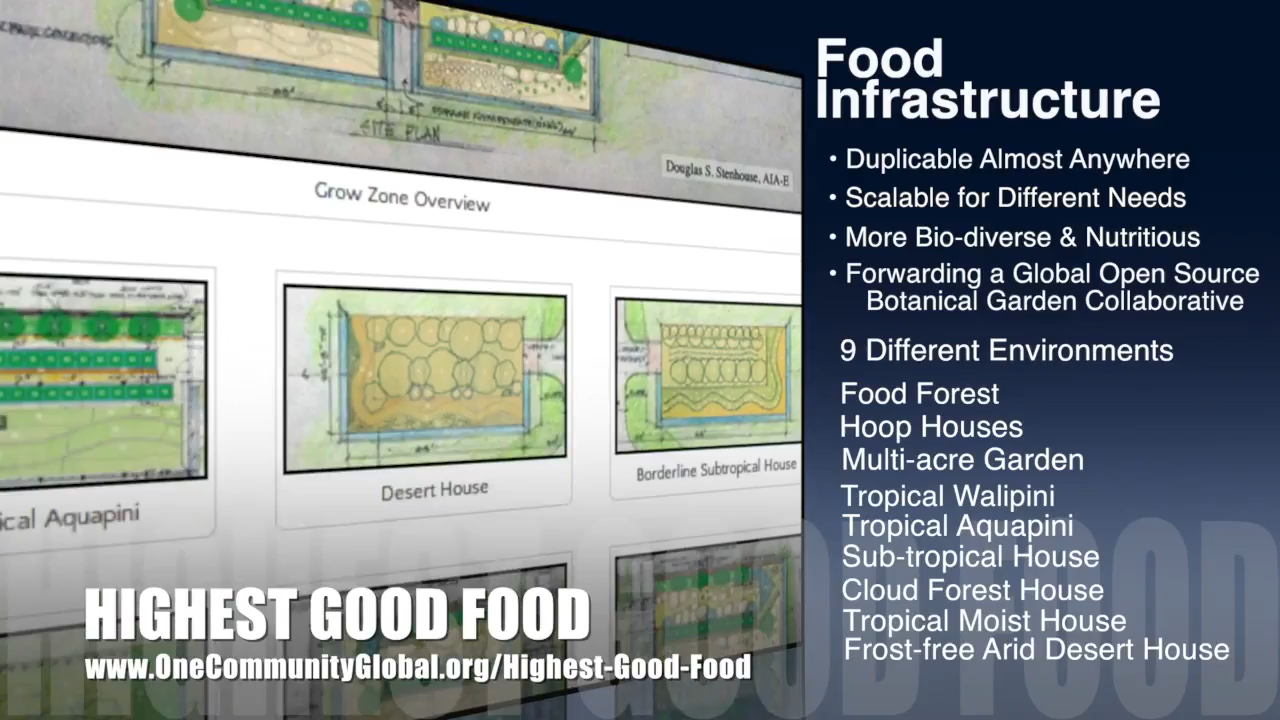 SITE PLAN
Douglas S. Stenhouse, AIA-E
Grow Zone Overview
ical Aquapini
Desert House
Borderline Subtropical House
Food
Infrastructure
• Duplicable Almost Anywhere
• Scalable for Different Needs
• More Bio-diverse & Nutritious
• Forwarding a Global Open Source
Botanical Garden Collaborative
9 Different Environments
Food Forest
Hoop Houses
Multi-acre Garden
Tropical Walipini
Tropical Aquapini
Sub-tropical House
Cloud Forest House
Tropical Moist House
Frost-free Arid Desert House
HIGHEST GOOD FOOD
HIGHEST GOOD FOOD
www.OneCommunityGlobal.org/Highest-Good-Food